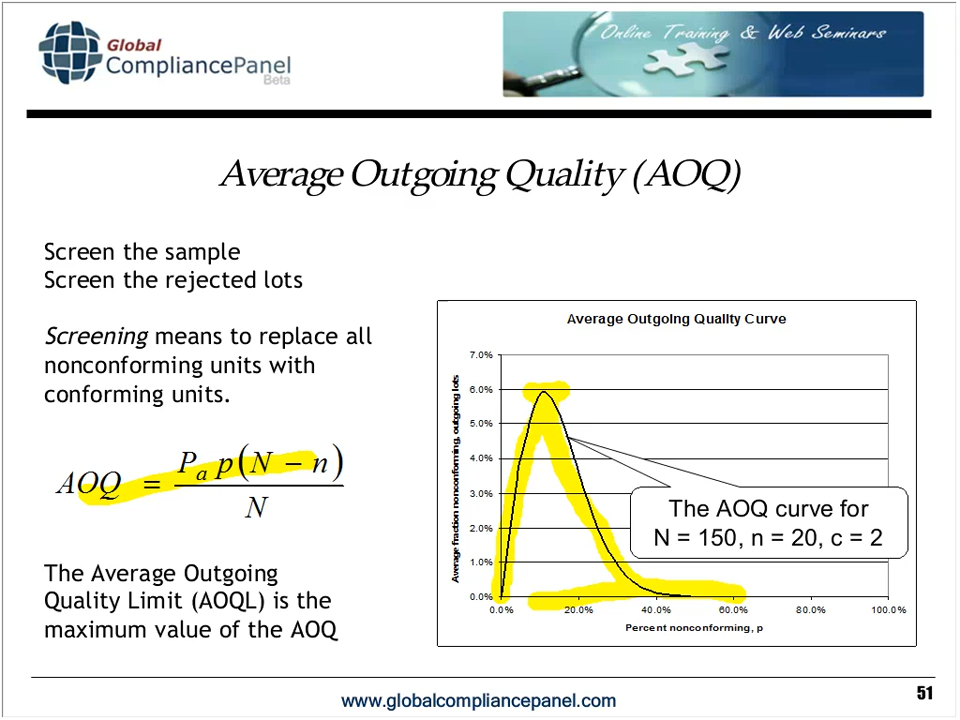 Global
CompliancePanel
Beta
Online Training & Web Seminars
Average Outgoing Quality (AOQ)
Screen the sample
Screen the rejected lots
Screening means to replace all
nonconforming units with
conforming units.
AOQ = Pₐ p(N − n) / N
The Average Outgoing
Quality Limit (AOQL) is the
maximum value of the AOQ
Average Outgoing Quality Curve
Average fraction nonconforming, outgoing lots
7.0%
6.0%
5.0%
4.0%
3.0%
2.0%
1.0%
0.0%
The AOQ curve for
N = 150, n = 20, c = 2
0.0% 20.0% 40.0% 60.0% 80.0% 100.0%
Percent nonconforming, p
www.globalcompliancepanel.com
51